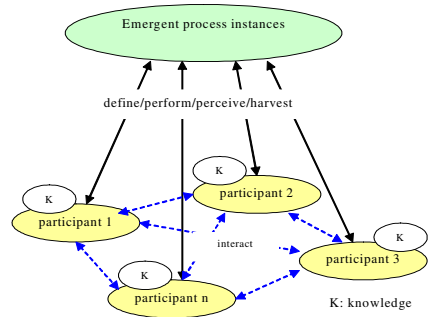 Emergent process instances
define/perform/perceive/harvest
K
participant 2
K
participant 1
K
interact
participant 3
K
participant n
K: knowledge